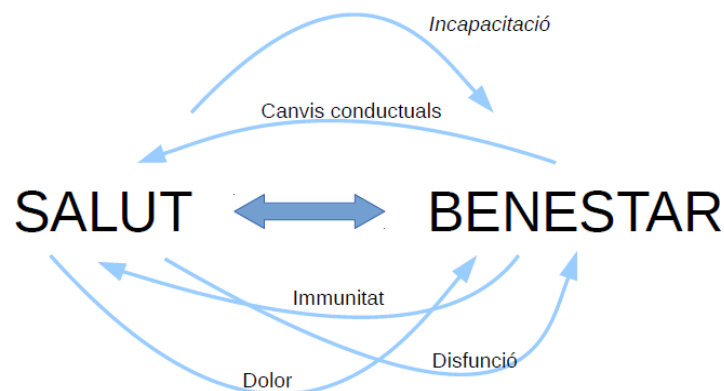 Incapacitació
Canvis conductuals
SALUT
BENESTAR
Immunitat
Disfunció
Dolor